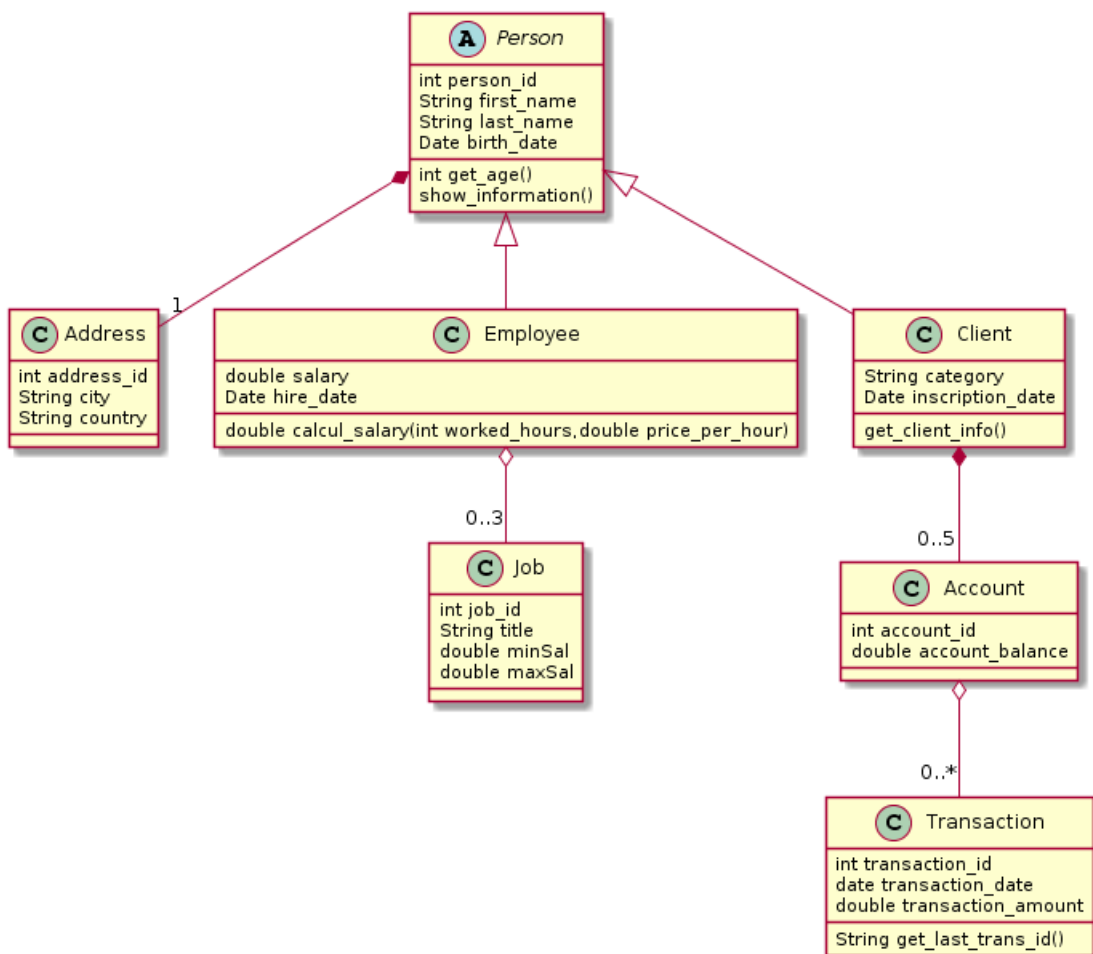 A Person
int person_id
String first_name
String last_name
Date birth_date
int get_age()
show_information()
1
C Address
int address_id
String city
String country
C Employee
double salary
Date hire_date
double calcul_salary(int worked_hours,double price_per_hour)
C Client
String category
Date inscription_date
get_client_info()
0..3
C Job
int job_id
String title
double minSal
double maxSal
0..5
C Account
int account_id
double account_balance
0..*
C Transaction
int transaction_id
date transaction_date
double transaction_amount
String get_last_trans_id()